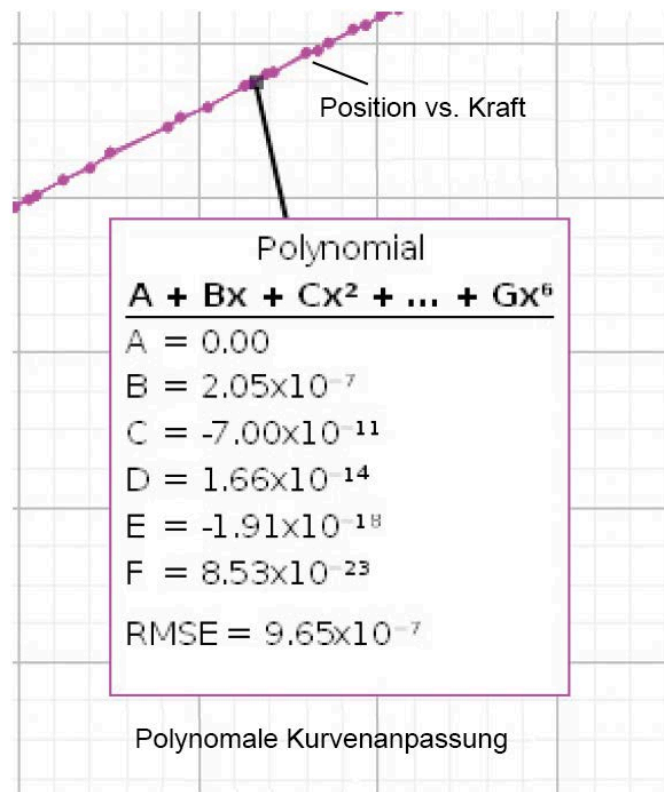 Position vs. Kraft
Polynomial
A + Bx + Cx² + ... + Gx⁶
A = 0.00
B = 2.05x10⁻⁷
C = -7.00x10⁻¹¹
D = 1.66x10⁻¹⁴
E = -1.91x10⁻¹⁸
F = 8.53x10⁻²³
RMSE = 9.65x10⁻⁷
Polynomale Kurvenanpassung